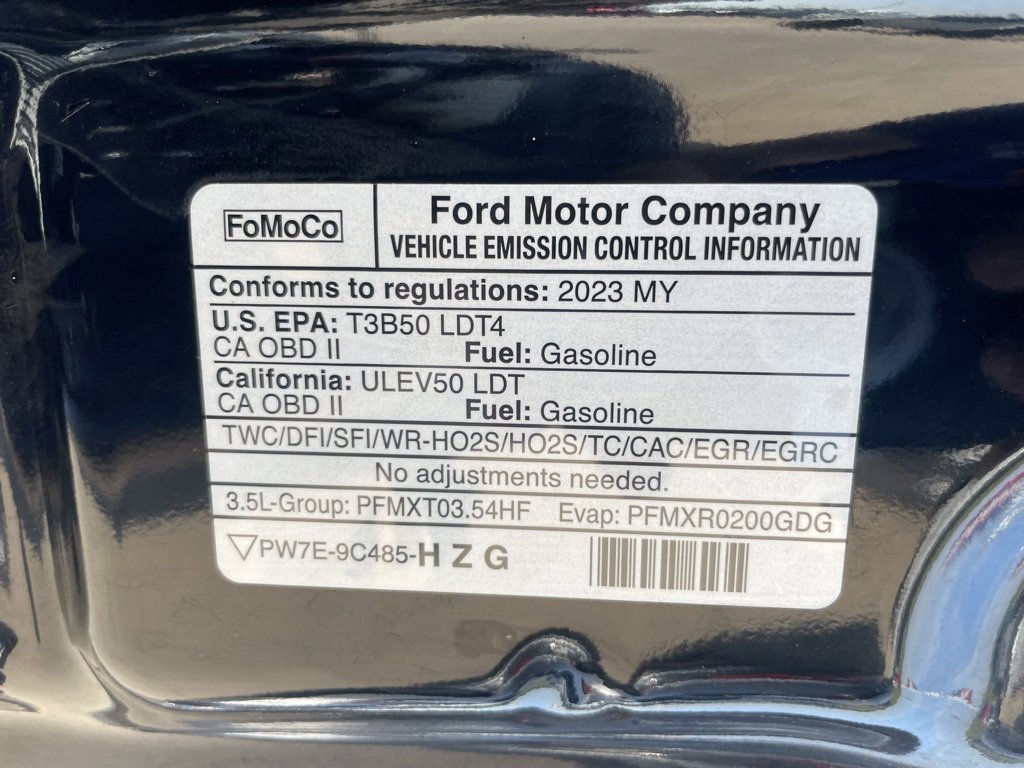 FoMoCo
Ford Motor Company
VEHICLE EMISSION CONTROL INFORMATION
Conforms to regulations: 2023 MY
U.S. EPA: T3B50 LDT4
CA OBD II Fuel: Gasoline
California: ULEV50 LDT
CA OBD II Fuel: Gasoline
TWC/DFI/SFI/WR-HO2S/HO2S/TC/CAC/EGR/EGRC
No adjustments needed.
3.5L-Group: PFMXT03.54HF Evap: PFMXR0200GDG
PW7E-9C485-H Z G